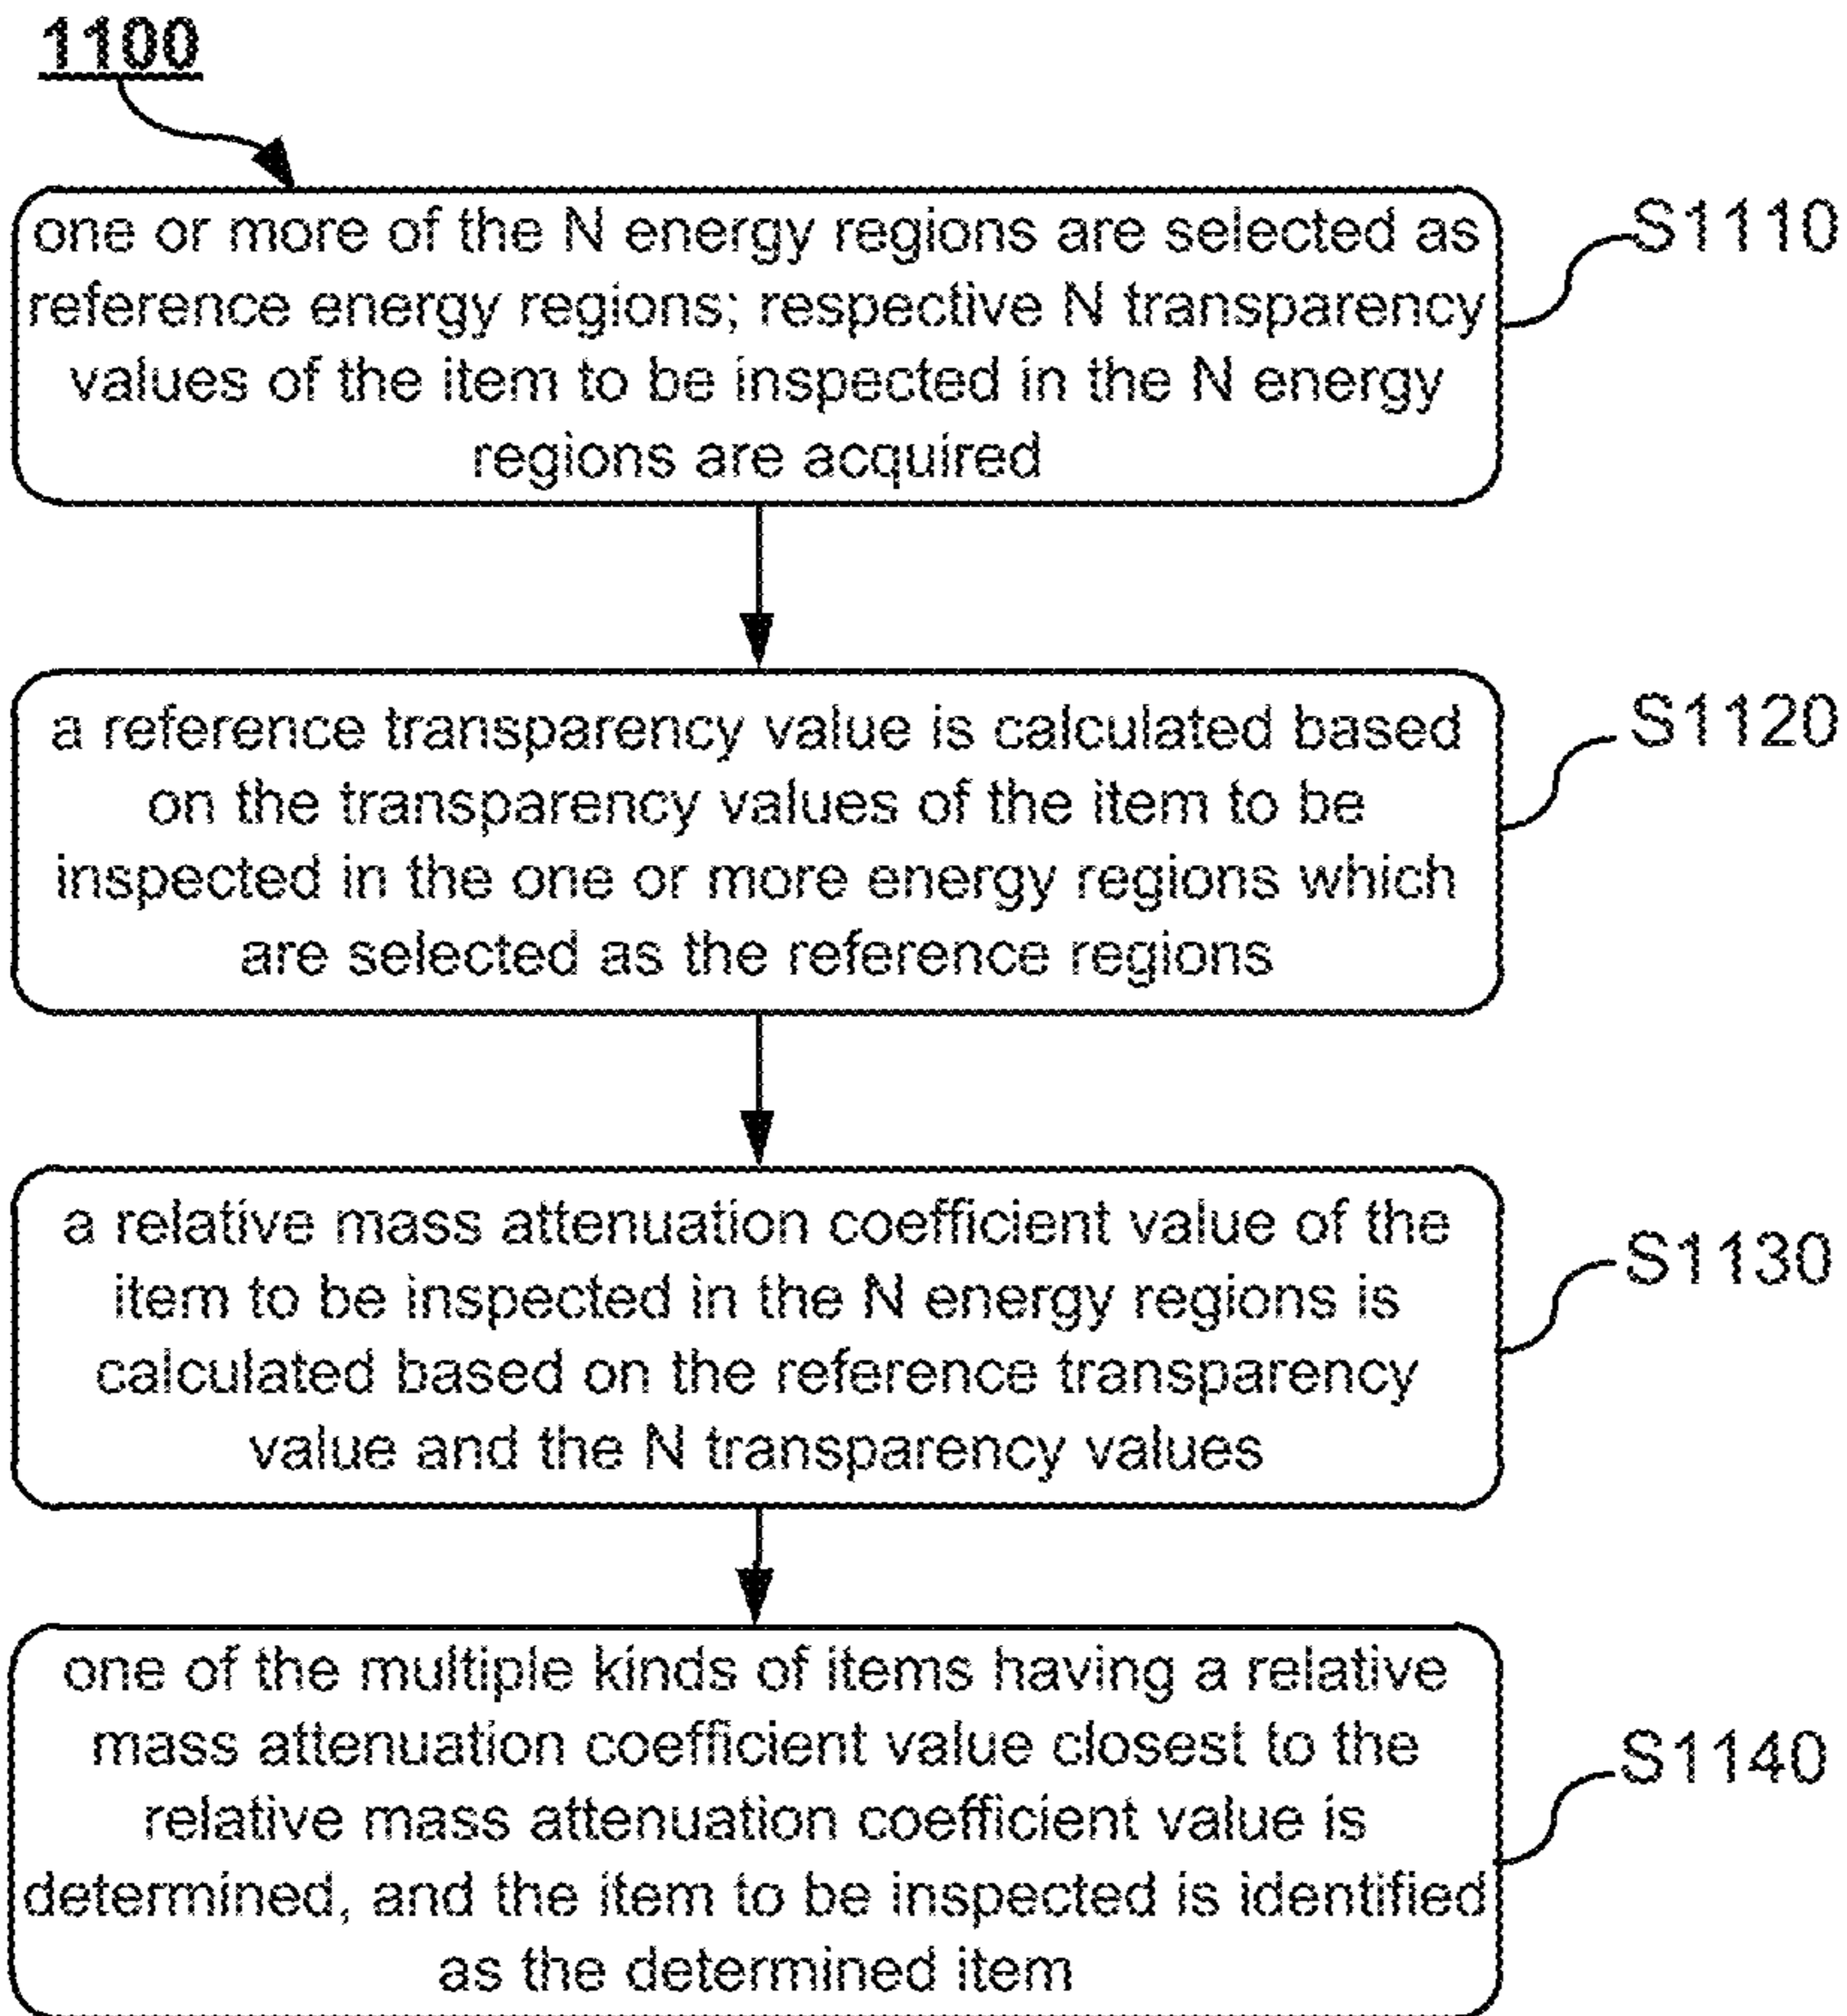 1100
one or more of the N energy regions are selected as
reference energy regions; respective N transparency
values of the item to be inspected in the N energy
regions are acquired
S1110
a reference transparency value is calculated based
on the transparency values of the item to be
inspected in the one or more energy regions which
are selected as the reference regions
S1120
a relative mass attenuation coefficient value of the
item to be inspected in the N energy regions is
calculated based on the reference transparency
value and the N transparency values
S1130
one of the multiple kinds of items having a relative
mass attenuation coefficient value closest to the
relative mass attenuation coefficient value is
determined, and the item to be inspected is identified
as the determined item
S1140